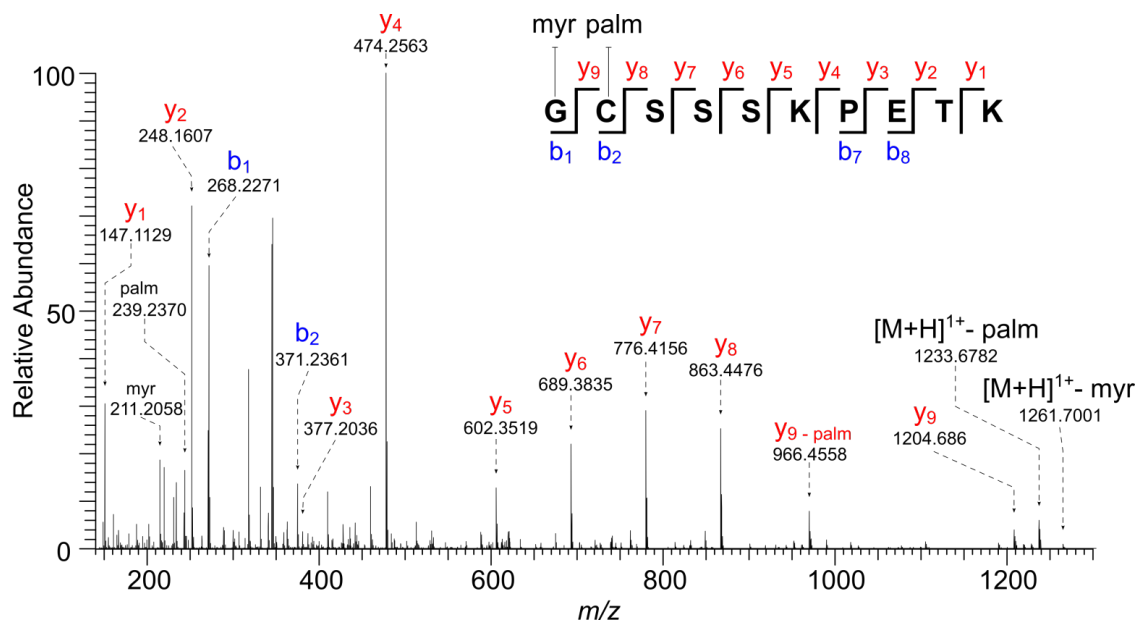 y4
474.2563
myr palm
y9 y8 y7 y6 y5 y4 y3 y2 y1
G C S S S K P E T K
b1 b2 b7 b8
100
y2
248.1607
b1
268.2271
y1
147.1129
palm
239.2370
myr
211.2058
50
b2
371.2361
y3
377.2036
y5
602.3519
y6
689.3835
y7
776.4156
y8
863.4476
y9 - palm
966.4558
[M+H]1+- palm
1233.6782
[M+H]1+- myr
1261.7001
y9
1204.686
Relative Abundance
0
200 400 600 800 1000 1200
m/z